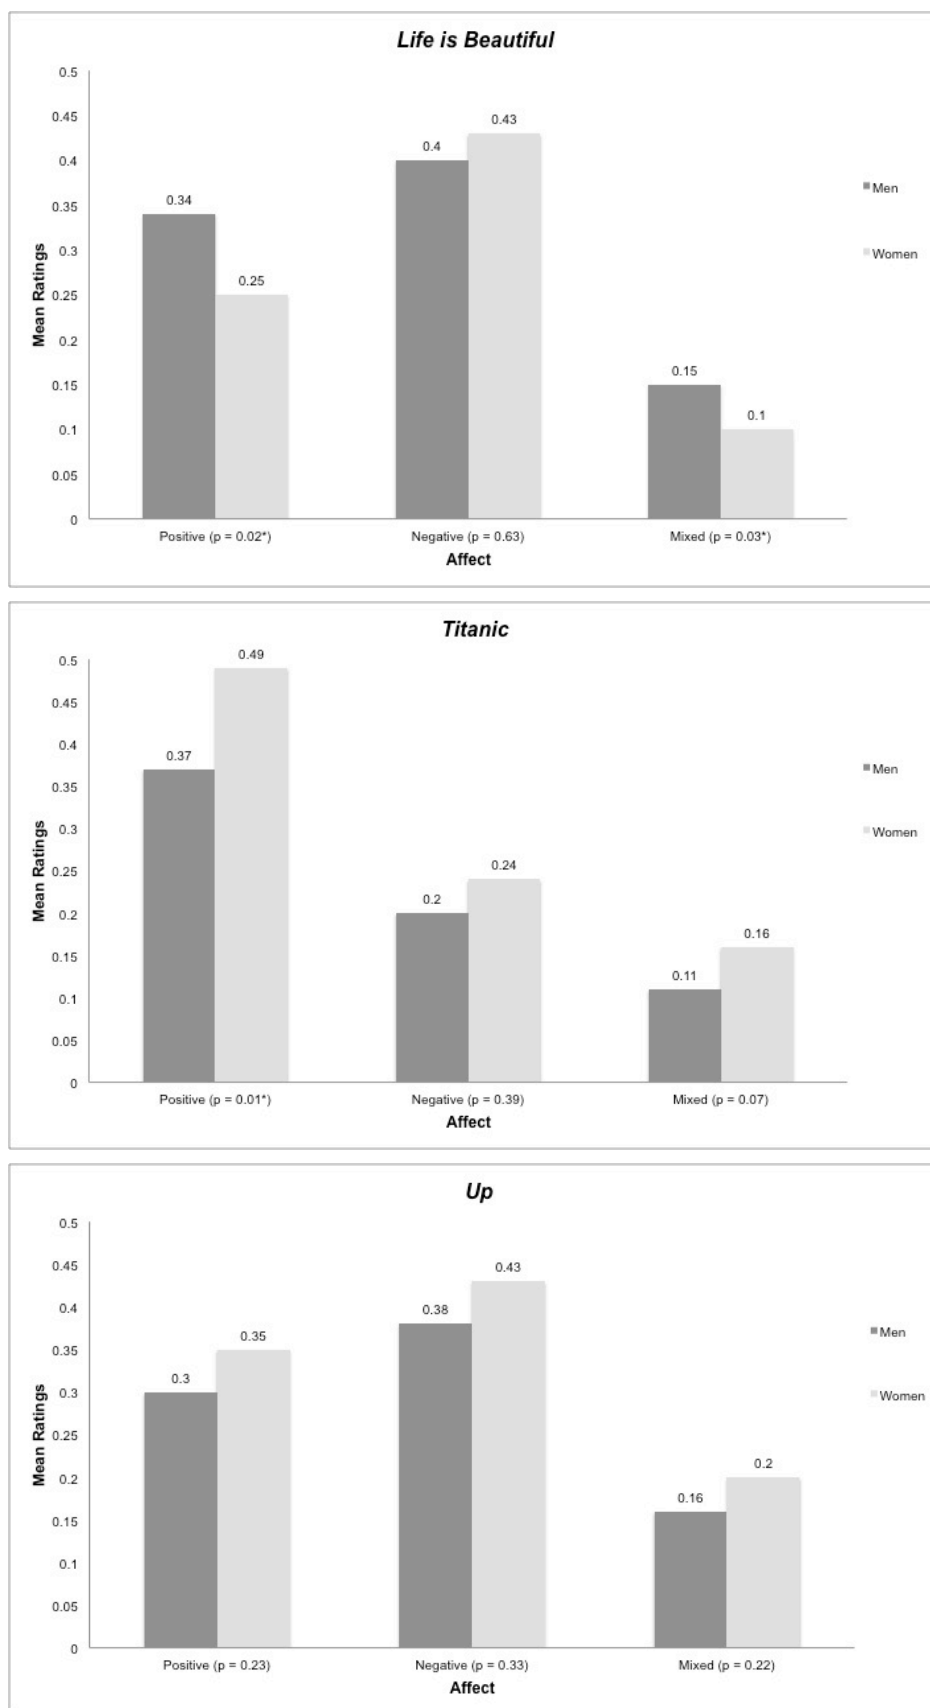 Life is Beautiful
0.5
0.45
0.4
0.35
0.3
0.25
0.2
0.15
0.1
0.05
0
Mean Ratings
0.34
0.25
0.4
0.43
0.15
0.1
Men
Women
Positive (p = 0.02*)
Negative (p = 0.63)
Mixed (p = 0.03*)
Affect
Titanic
0.5
0.45
0.4
0.35
0.3
0.25
0.2
0.15
0.1
0.05
0
Mean Ratings
0.37
0.49
0.2
0.24
0.11
0.16
Men
Women
Positive (p = 0.01*)
Negative (p = 0.39)
Mixed (p = 0.07)
Affect
Up
0.5
0.45
0.4
0.35
0.3
0.25
0.2
0.15
0.1
0.05
0
Mean Ratings
0.3
0.35
0.38
0.43
0.16
0.2
Men
Women
Positive (p = 0.23)
Negative (p = 0.33)
Mixed (p = 0.22)
Affect